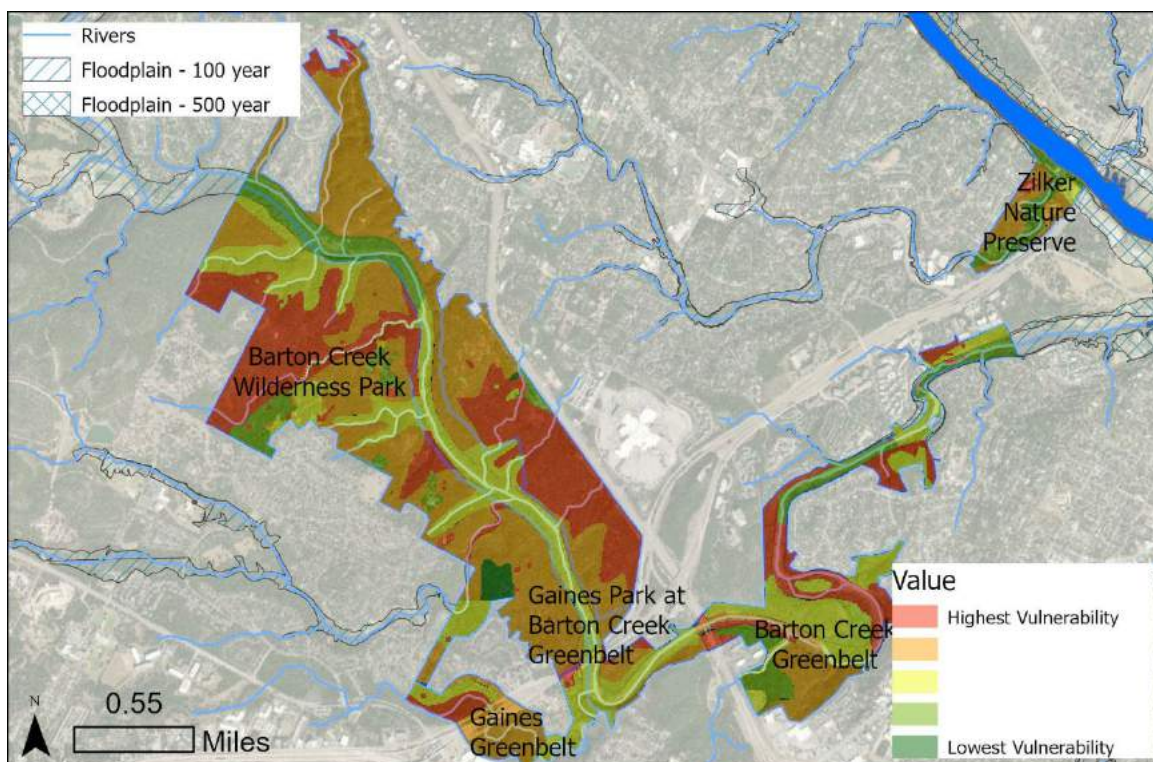 Rivers
Floodplain - 100 year
Floodplain - 500 year
Zilker
Nature
Preserve
Barton Creek
Wilderness Park
Gaines Park at
Barton Creek
Greenbelt
Barton Creek
Greenbelt
Gaines
Greenbelt
N
0.55
Miles
Value
Highest Vulnerability
Lowest Vulnerability